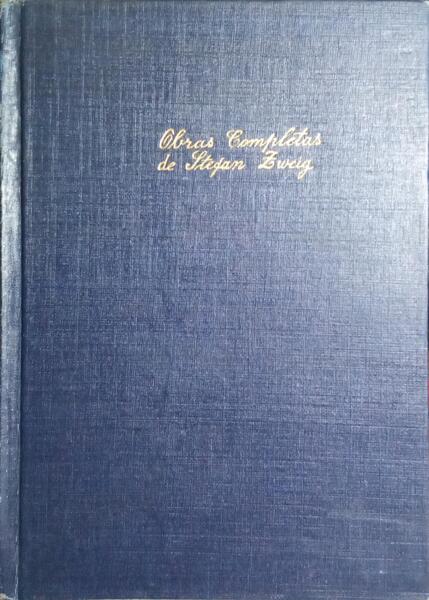 Obras Completas
de Stefan Zweig